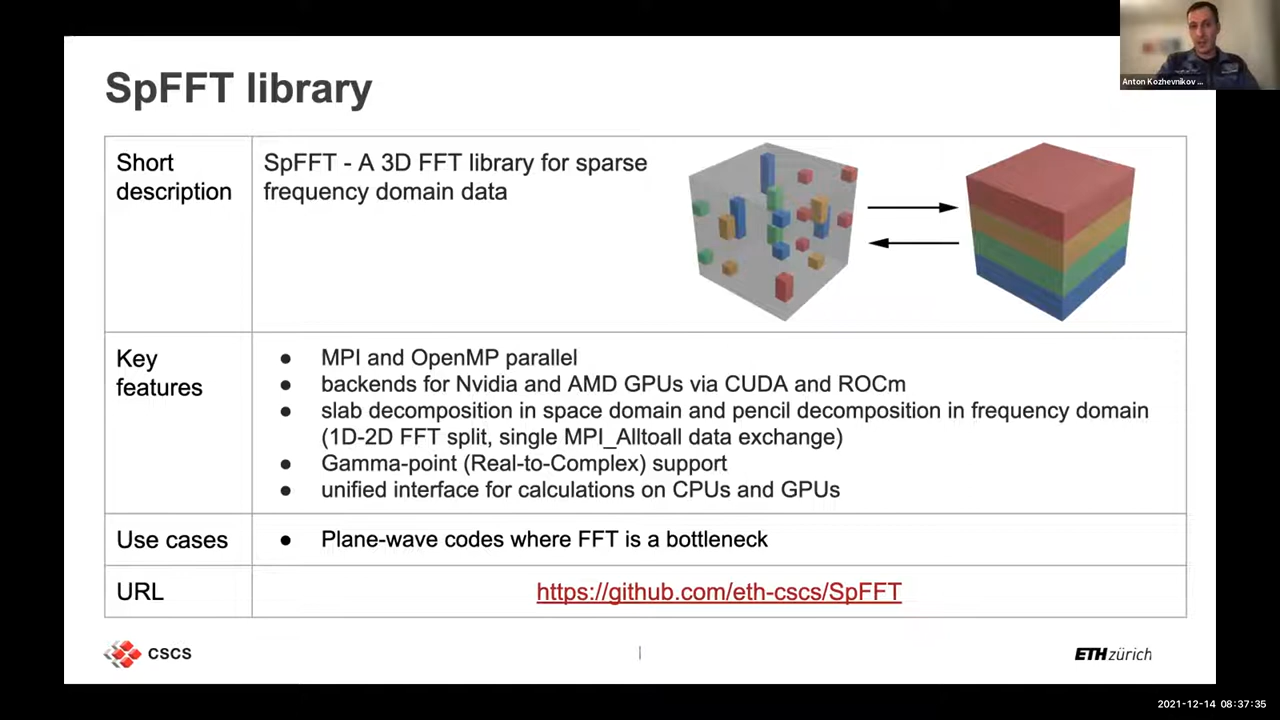 Anton Kozhevnikov ...
SpFFT library
Short
description
SpFFT - A 3D FFT library for sparse
frequency domain data
Key
features
● MPI and OpenMP parallel
● backends for Nvidia and AMD GPUs via CUDA and ROCm
● slab decomposition in space domain and pencil decomposition in frequency domain
(1D-2D FFT split, single MPI_Alltoall data exchange)
● Gamma-point (Real-to-Complex) support
● unified interface for calculations on CPUs and GPUs
Use cases
● Plane-wave codes where FFT is a bottleneck
URL
https://github.com/eth-cscs/SpFFT
CSCS
|
ETH zürich
2021-12-14 08:37:35